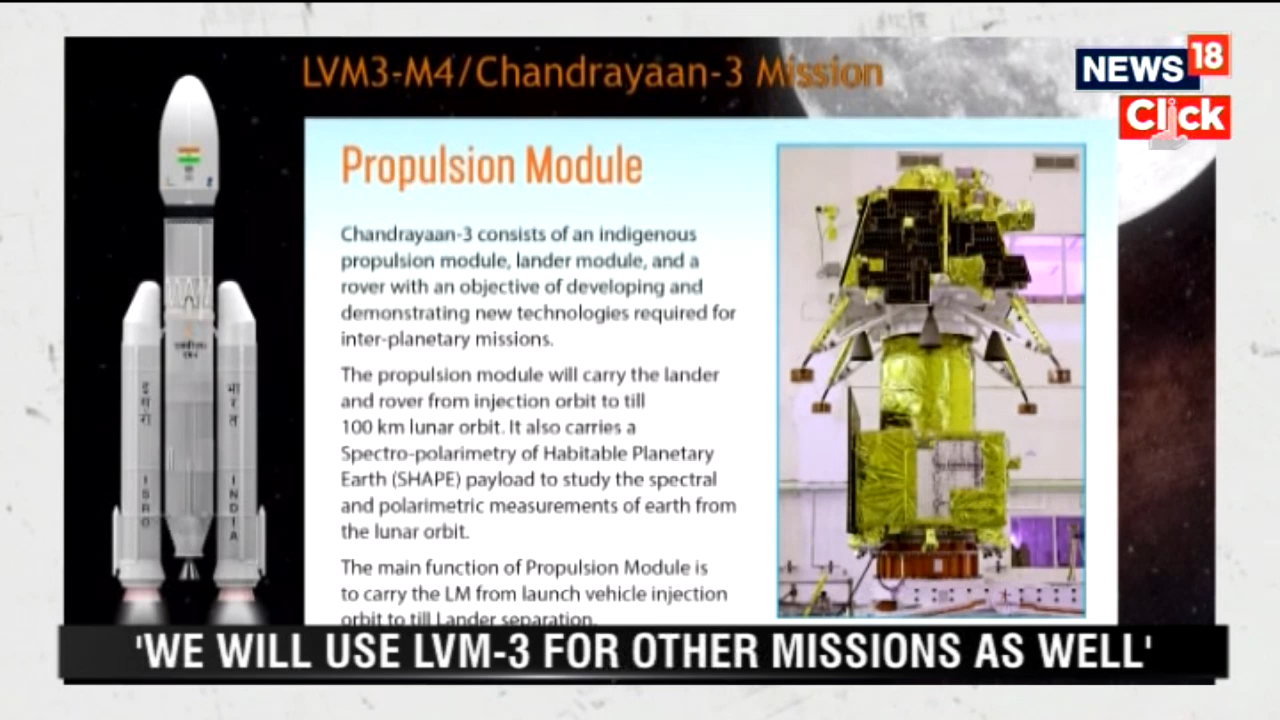 LVM3-M4/Chandrayaan-3 Mission
NEWS 18
Click
Propulsion Module
Chandrayaan-3 consists of an indigenous
propulsion module, lander module, and a
rover with an objective of developing and
demonstrating new technologies required for
inter-planetary missions.
The propulsion module will carry the lander
and rover from injection orbit to till
100 km lunar orbit. It also carries a
Spectro-polarimetry of Habitable Planetary
Earth (SHAPE) payload to study the spectral
and polarimetric measurements of earth from
the lunar orbit.
The main function of Propulsion Module is
to carry the LM from launch vehicle injection
orbit to till Lander separation.
इसरो
भारत
ISRO
INDIA
'WE WILL USE LVM-3 FOR OTHER MISSIONS AS WELL'